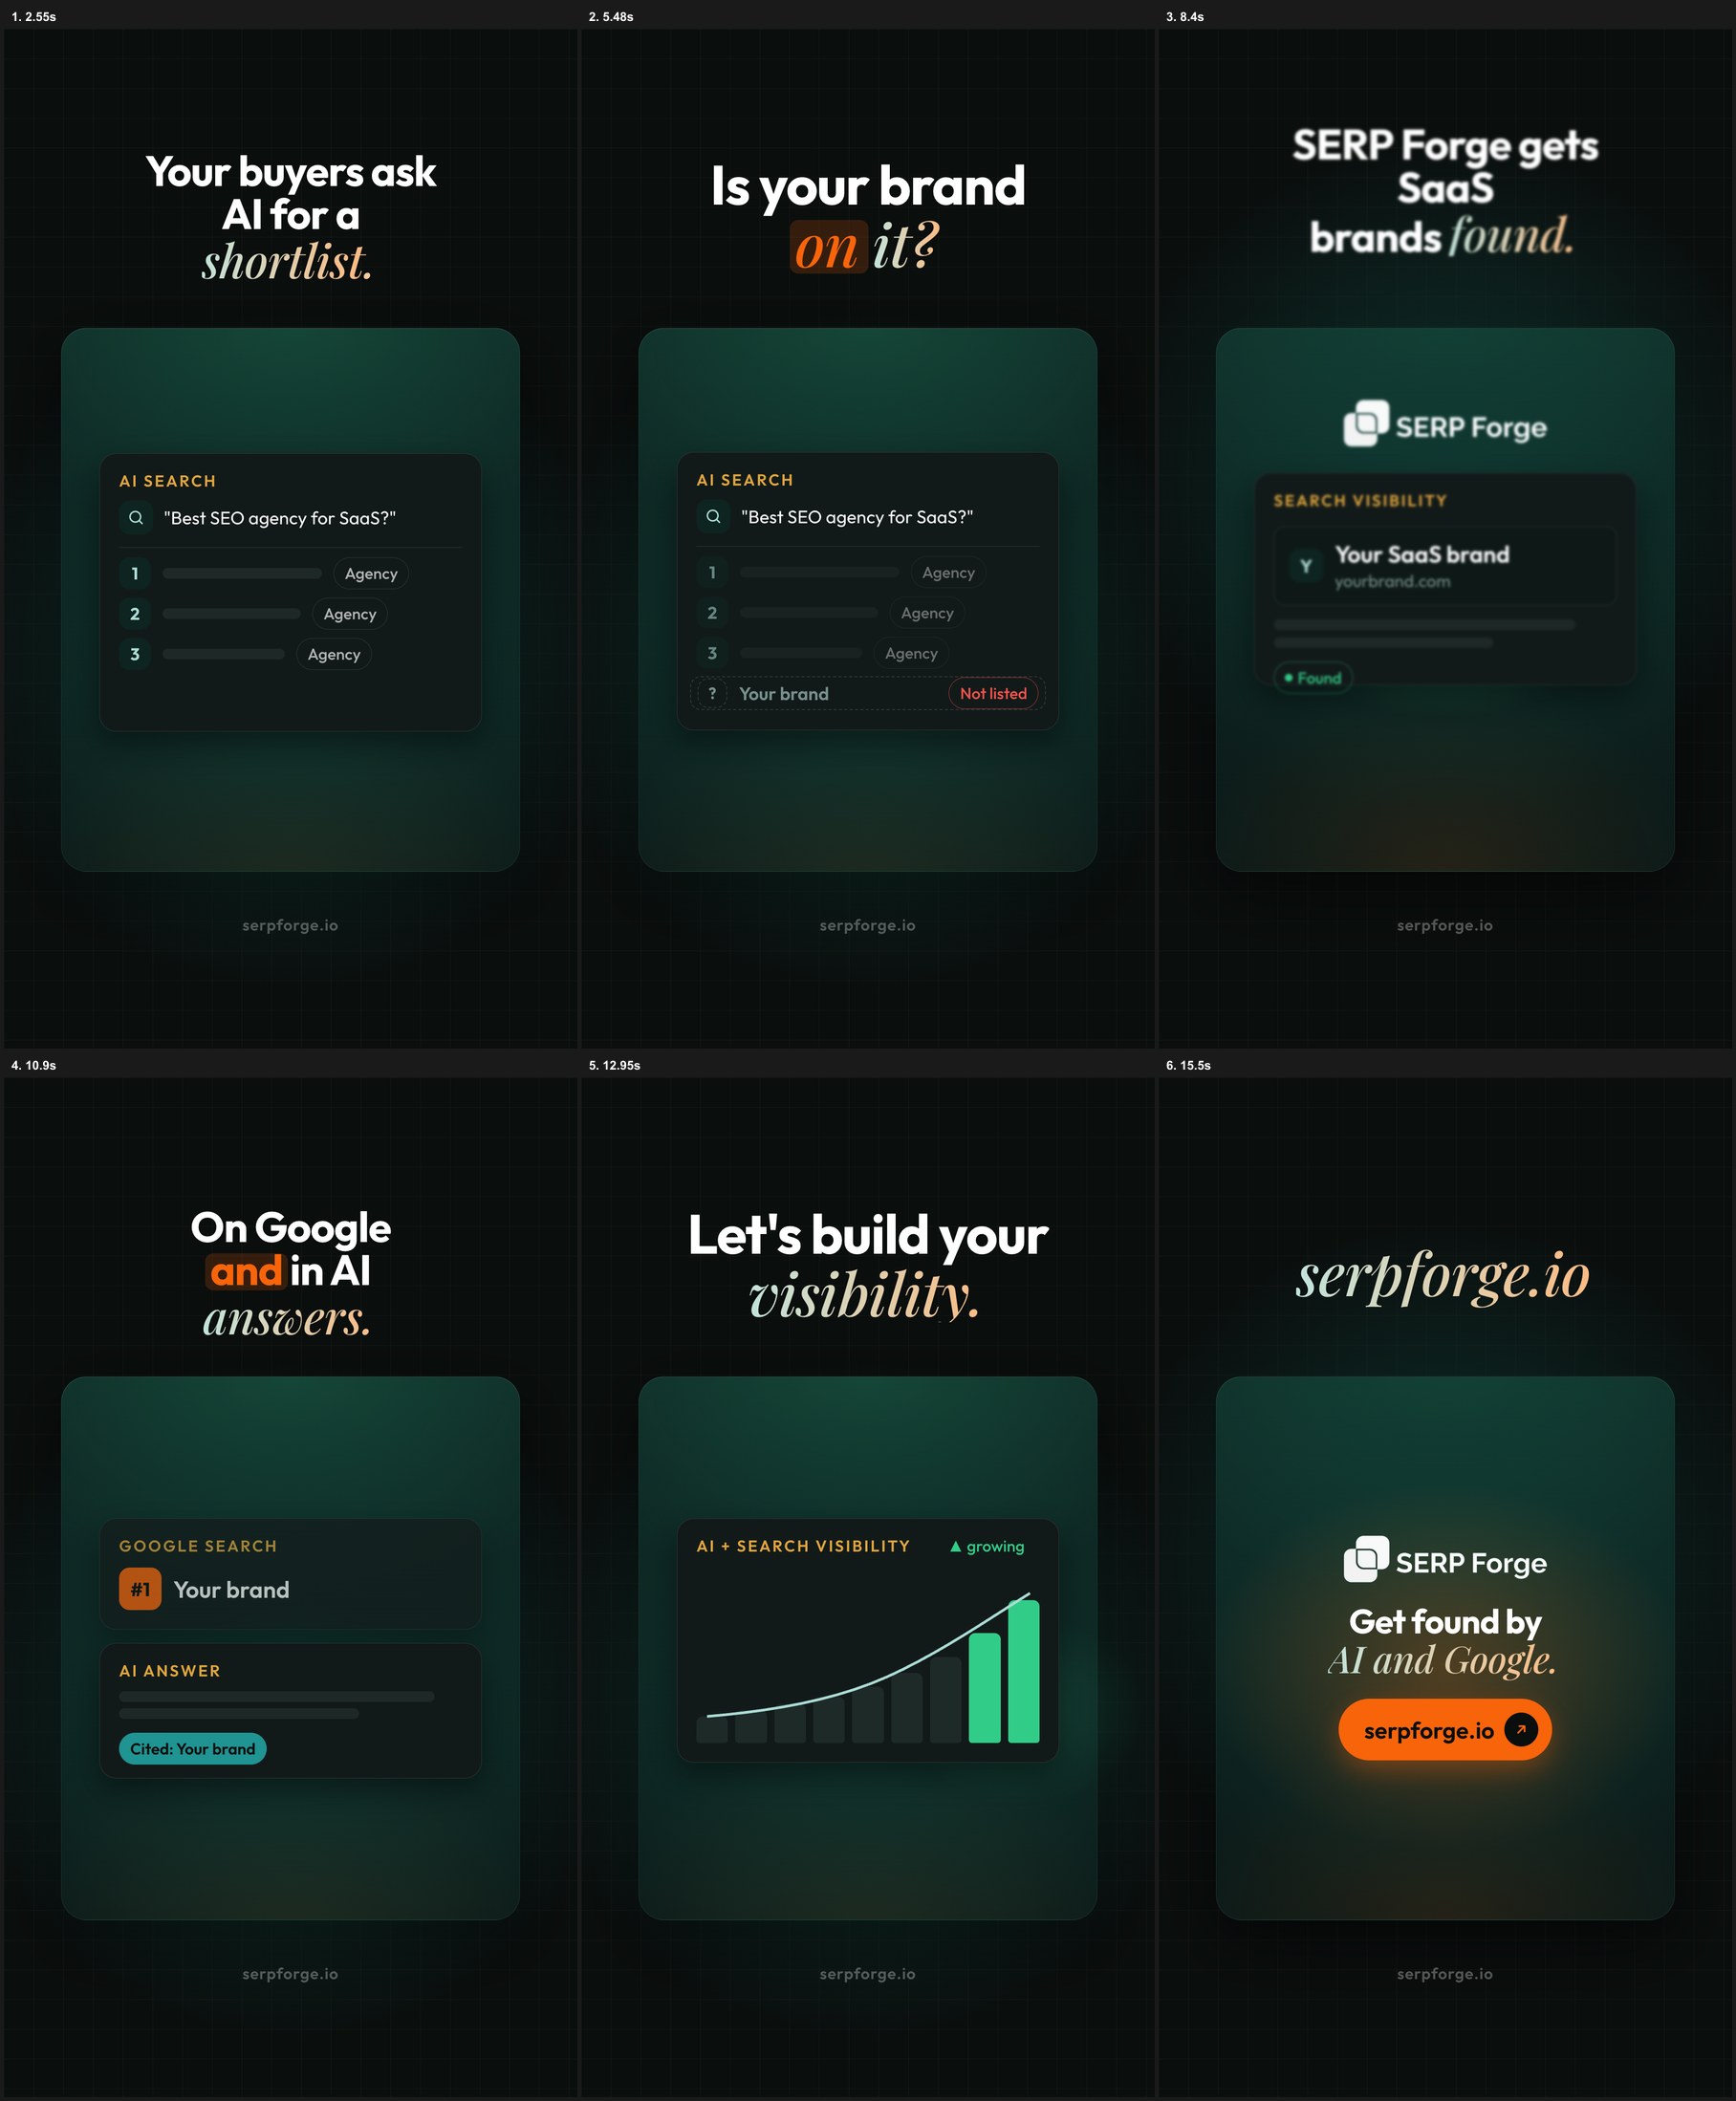 1. 2.55s
Your buyers ask
AI for a
shortlist.
AI SEARCH
"Best SEO agency for SaaS?"
1 Agency
2 Agency
3 Agency
serpforge.io
2. 5.48s
Is your brand
on it?
AI SEARCH
"Best SEO agency for SaaS?"
1 Agency
2 Agency
3 Agency
? Your brand Not listed
serpforge.io
3. 8.4s
SERP Forge gets
SaaS
brands found.
SERP Forge
SEARCH VISIBILITY
Y Your SaaS brand
yourbrand.com
Found
serpforge.io
4. 10.9s
On Google
and in AI
answers.
GOOGLE SEARCH
#1 Your brand
AI ANSWER
Cited: Your brand
serpforge.io
5. 12.95s
Let's build your
visibility.
AI + SEARCH VISIBILITY ▲ growing
serpforge.io
6. 15.5s
serpforge.io
SERP Forge
Get found by
AI and Google.
serpforge.io
serpforge.io